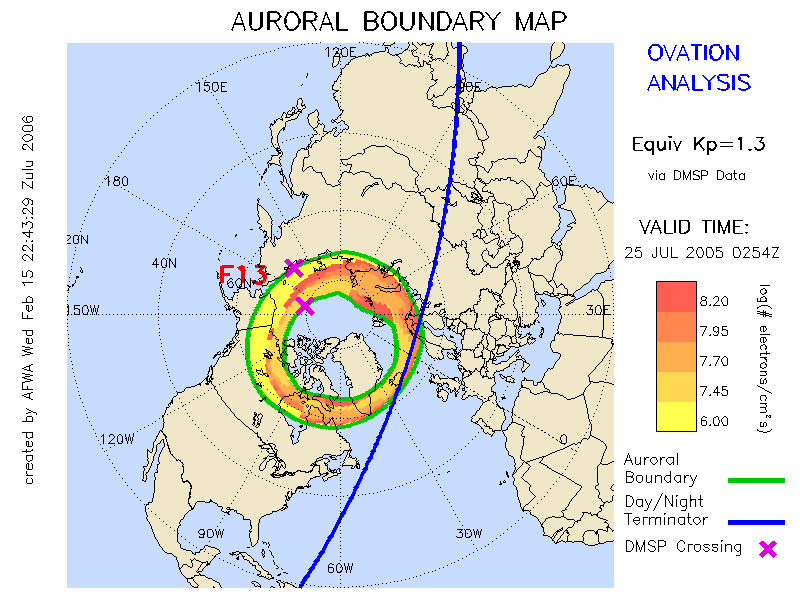 AURORAL BOUNDARY MAP
OVATION
ANALYSIS
Equiv Kp=1.3
via DMSP Data
VALID TIME:
25 JUL 2005 0254Z
8.20
7.95
7.70
7.45
6.00
log(# electrons/cm²s)
Auroral
Boundary
Day/Night
Terminator
DMSP Crossing
created by AFWA Wed Feb 15 22:43:29 Zulu 2006
120E
150E
90E
180
60E
20N
40N
F13
60N
150W
30E
120W
0
90W
30W
60W